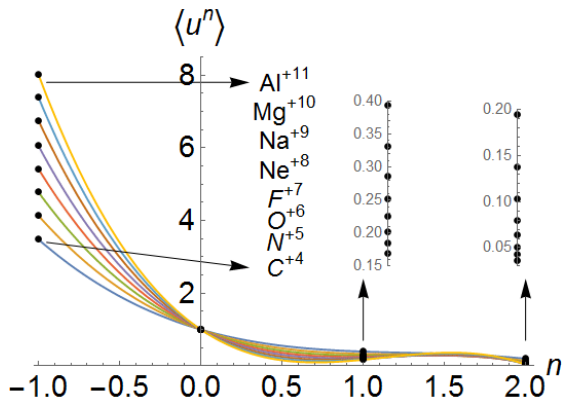 ⟨uⁿ⟩
8
6
4
2
Al⁺¹¹
Mg⁺¹⁰
Na⁺⁹
Ne⁺⁸
F⁺⁷
O⁺⁶
N⁺⁵
C⁺⁴
0.40
0.35
0.30
0.25
0.20
0.15
0.20
0.15
0.10
0.05
-1.0 -0.5 0.0 0.5 1.0 1.5 2.0 n